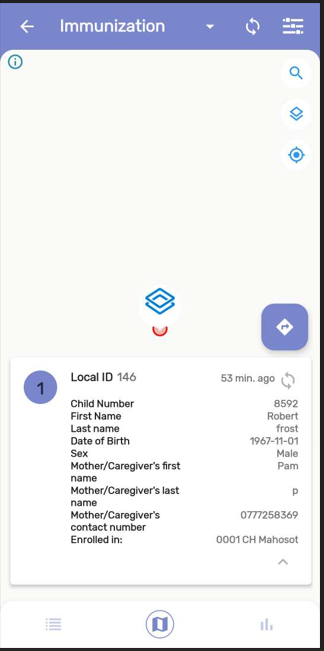 Immunization
Local ID 146 53 min. ago
1
Child Number 8592
First Name Robert
Last name frost
Date of Birth 1967-11-01
Sex Male
Mother/Caregiver's first Pam
name
Mother/Caregiver's last p
name
Mother/Caregiver's 0777258369
contact number
Enrolled in: 0001 CH Mahosot